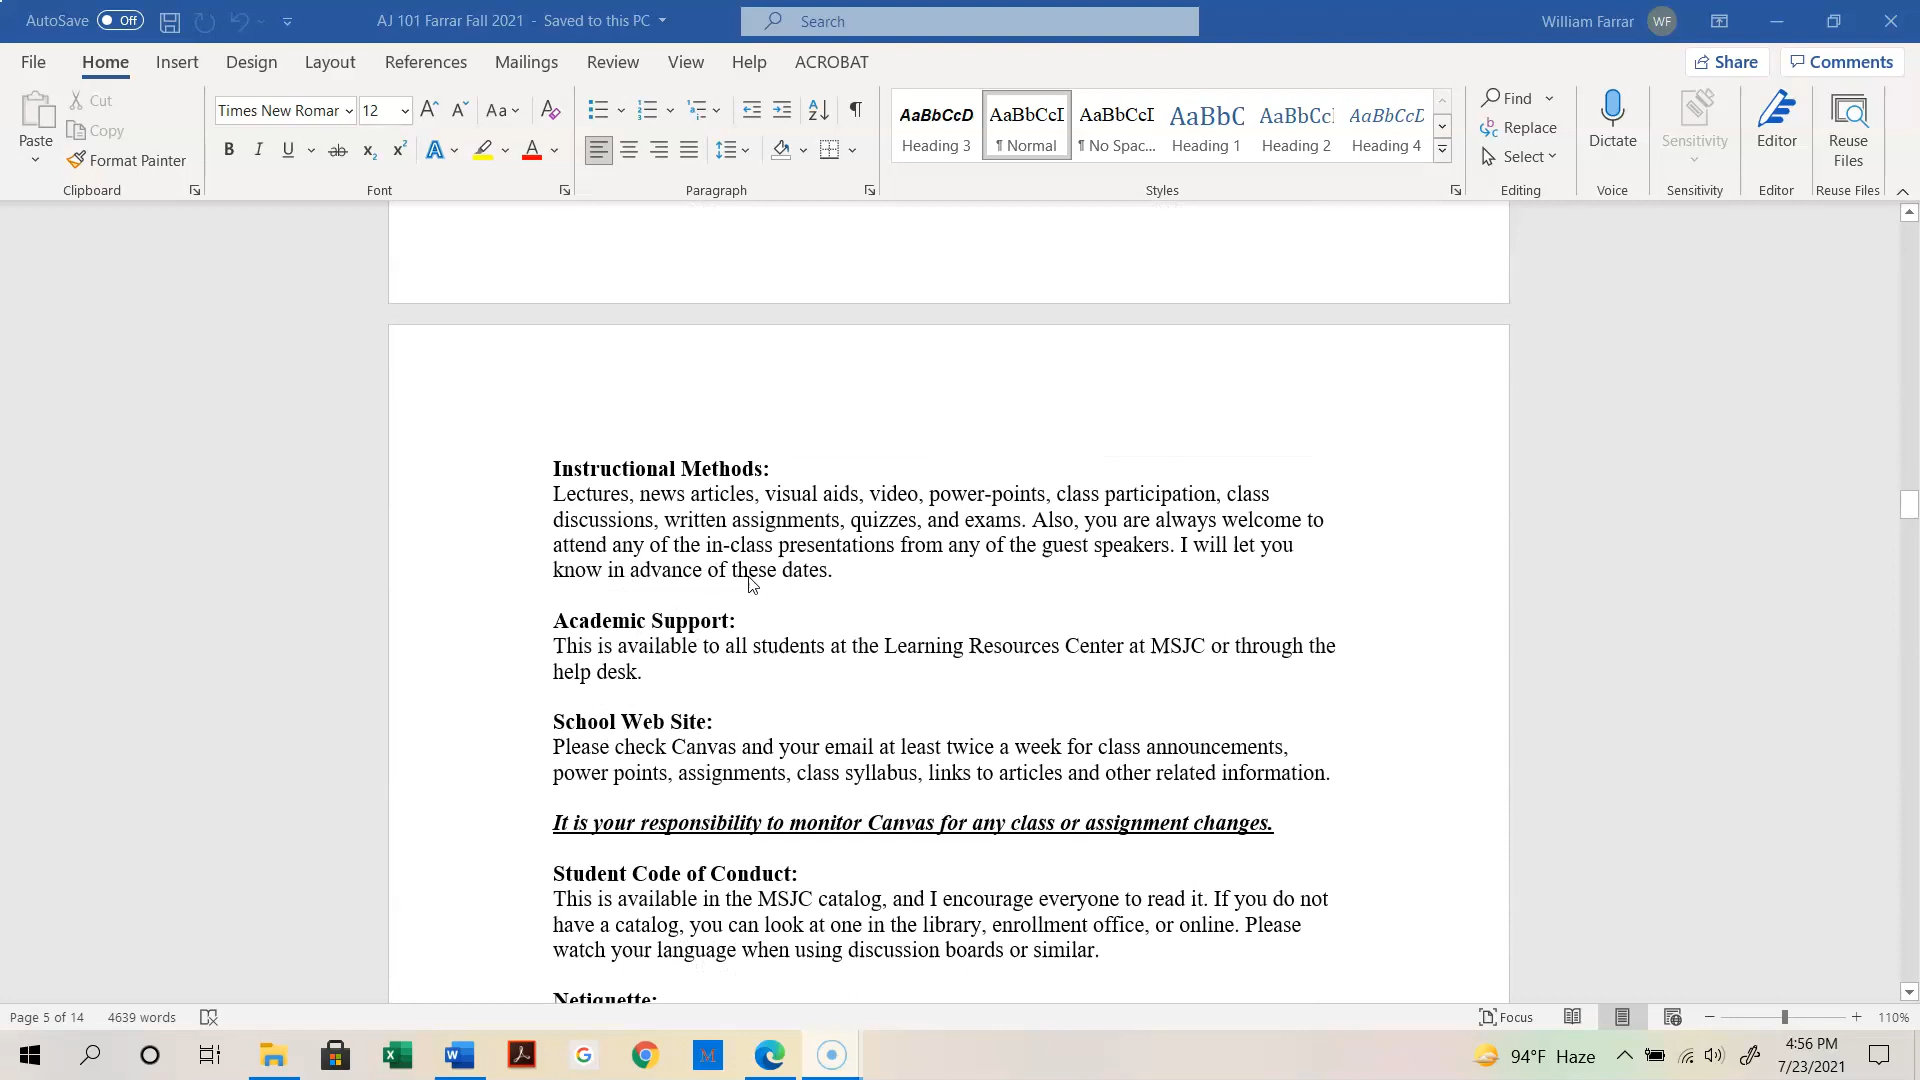 AutoSave Off AJ 101 Farrar Fall 2021 - Saved to this PC Search William Farrar WF
File Home Insert Design Layout References Mailings Review View Help ACROBAT Share Comments
Paste Cut Copy Format Painter Clipboard
Times New Romar 12 Aa Font
Paragraph
AaBbCcD AaBbCcI AaBbCcI AaBbC AaBbCcI AaBbCcD
Heading 3 ¶ Normal ¶ No Spac... Heading 1 Heading 2 Heading 4
Styles
Find Replace Select Editing
Dictate Voice
Sensitivity Sensitivity
Editor Editor
Reuse Files Reuse Files
Instructional Methods:
Lectures, news articles, visual aids, video, power-points, class participation, class
discussions, written assignments, quizzes, and exams. Also, you are always welcome to
attend any of the in-class presentations from any of the guest speakers. I will let you
know in advance of these dates.
Academic Support:
This is available to all students at the Learning Resources Center at MSJC or through the
help desk.
School Web Site:
Please check Canvas and your email at least twice a week for class announcements,
power points, assignments, class syllabus, links to articles and other related information.
It is your responsibility to monitor Canvas for any class or assignment changes.
Student Code of Conduct:
This is available in the MSJC catalog, and I encourage everyone to read it. If you do not
have a catalog, you can look at one in the library, enrollment office, or online. Please
watch your language when using discussion boards or similar.
Netiquette:
Page 5 of 14 4639 words Focus 110%
94°F Haze 4:56 PM
7/23/2021